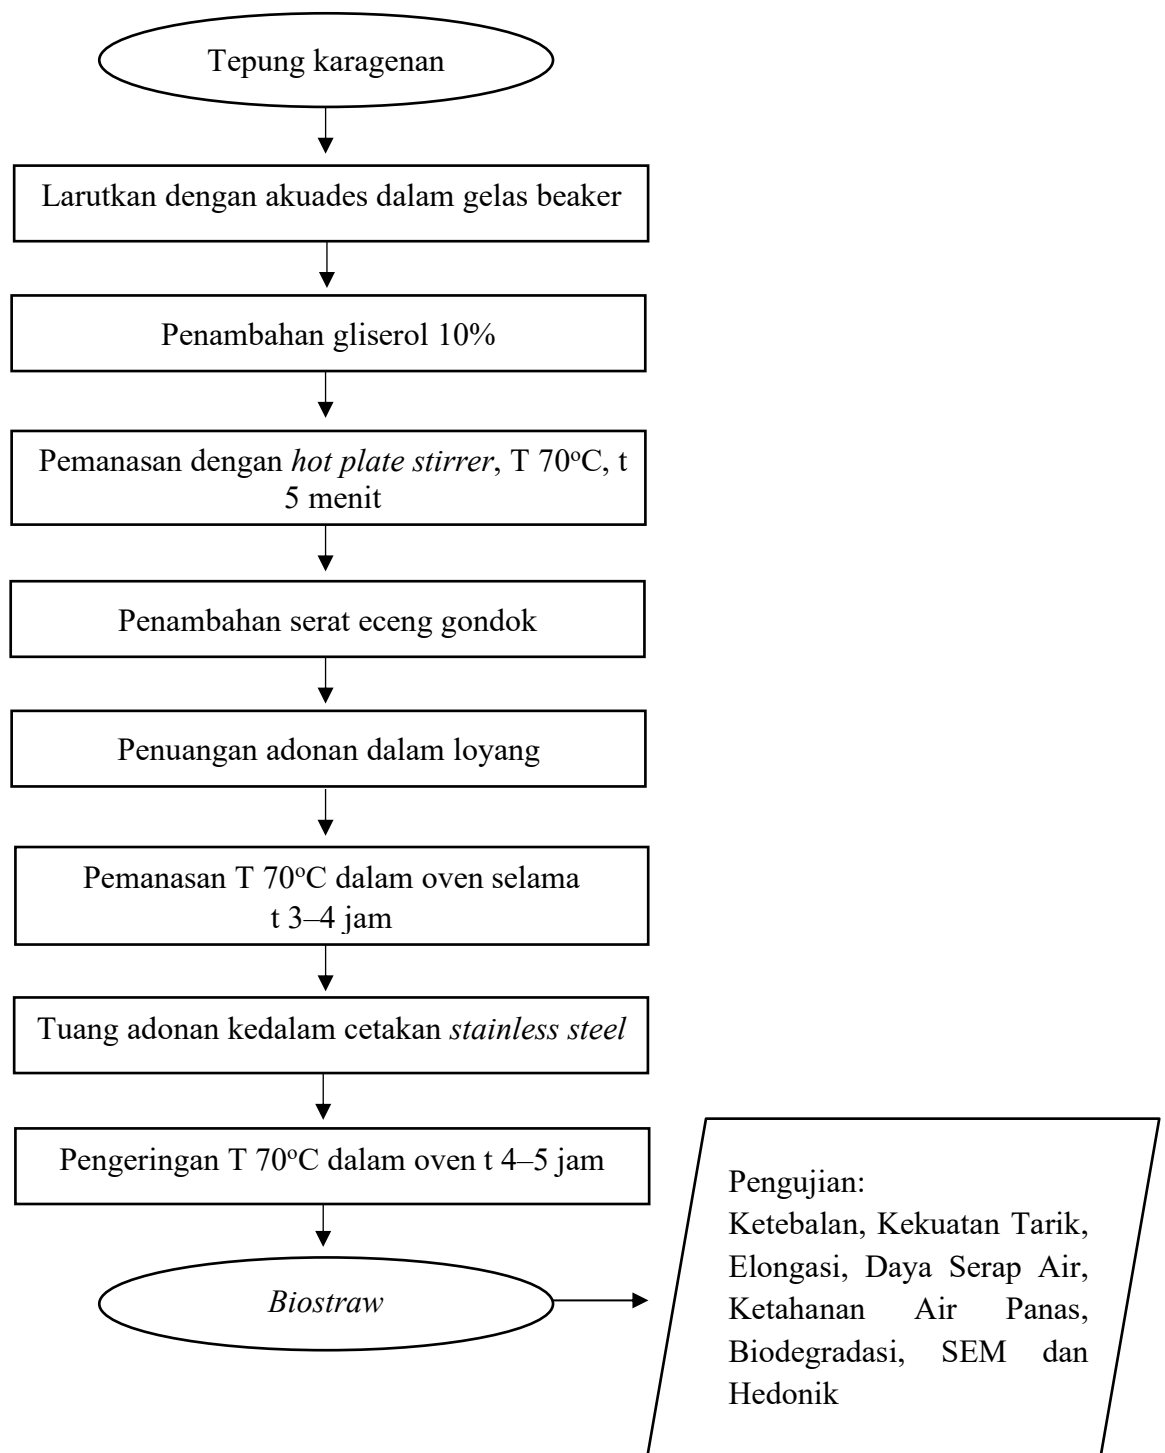 Tepung karagenan
Larutkan dengan akuades dalam gelas beaker
Penambahan gliserol 10%
Pemanasan dengan hot plate stirrer, T 70°C, t
5 menit
Penambahan serat eceng gondok
Penuangan adonan dalam loyang
Pemanasan T 70°C dalam oven selama
t 3–4 jam
Tuang adonan kedalam cetakan stainless steel
Pengeringan T 70°C dalam oven t 4–5 jam
Biostraw
Pengujian:
Ketebalan, Kekuatan Tarik,
Elongasi, Daya Serap Air,
Ketahanan Air Panas,
Biodegradasi, SEM dan
Hedonik